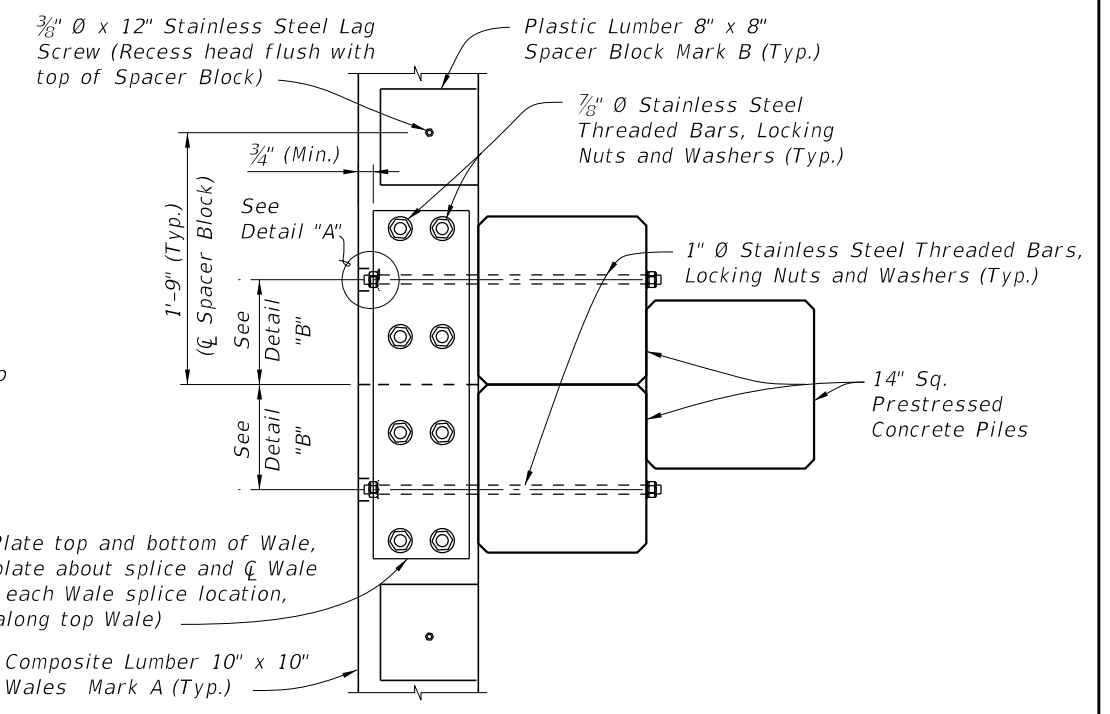 ⅜" Ø x 12" Stainless Steel Lag
Screw (Recess head flush with
top of Spacer Block)
Plastic Lumber 8" x 8"
Spacer Block Mark B (Typ.)
⅞" Ø Stainless Steel
Threaded Bars, Locking
Nuts and Washers (Typ.)
¾" (Min.)
See
Detail "A"
1'-9" (Typ.)
(℄ Spacer Block)
1" Ø Stainless Steel Threaded Bars,
Locking Nuts and Washers (Typ.)
See
Detail
"B"
14" Sq.
Prestressed
Concrete Piles
See
Detail
"B"
Plate top and bottom of Wale,
plate about splice and ℄ Wale
each Wale splice location,
along top Wale)
Composite Lumber 10" x 10"
Wales Mark A (Typ.)